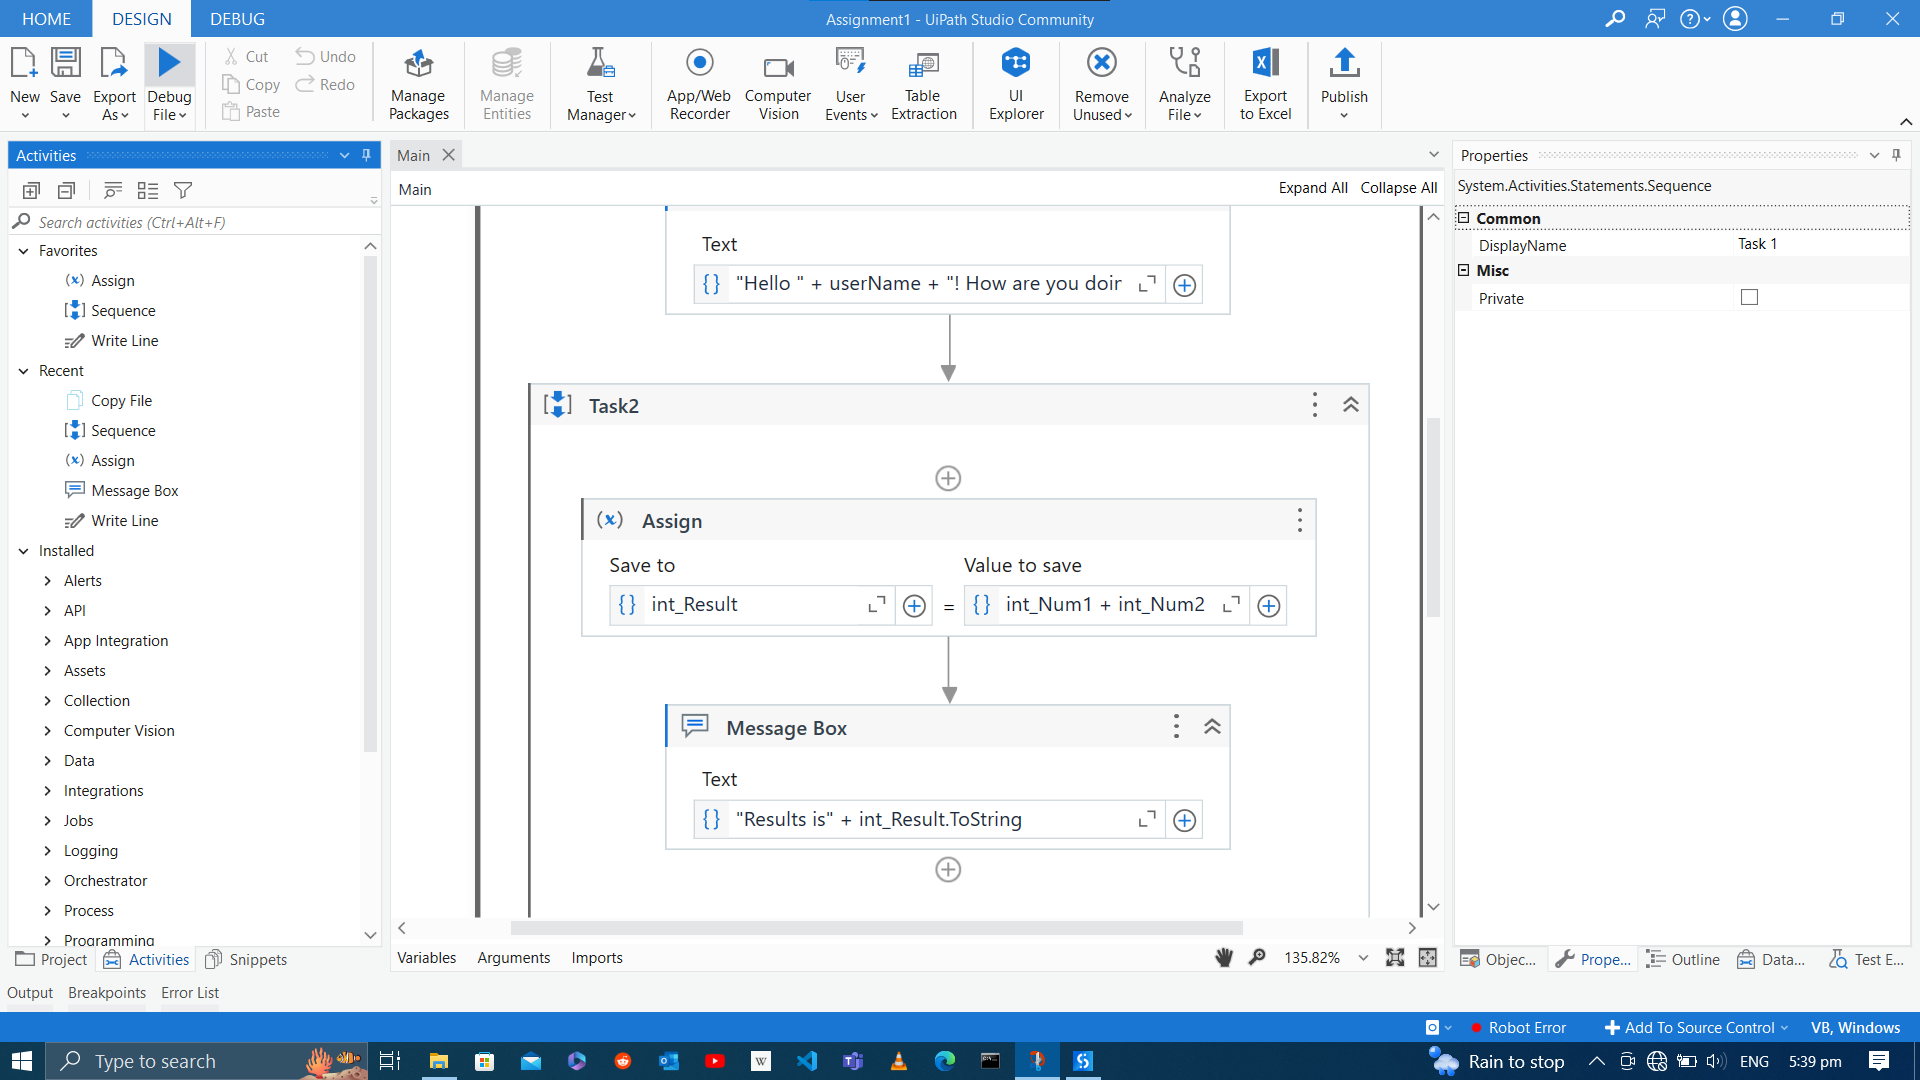 HOME DESIGN DEBUG
Assignment1 - UiPath Studio Community
New
Save
Export As
Debug File
Cut
Copy
Paste
Undo
Redo
Manage Packages
Manage Entities
Test Manager
App/Web Recorder
Computer Vision
User Events
Table Extraction
UI Explorer
Remove Unused
Analyze File
Export to Excel
Publish
Activities
Search activities (Ctrl+Alt+F)
Favorites
Assign
Sequence
Write Line
Recent
Copy File
Sequence
Assign
Message Box
Write Line
Installed
Alerts
API
App Integration
Assets
Collection
Computer Vision
Data
Integrations
Jobs
Logging
Orchestrator
Process
Programming
Project Activities Snippets
Main
Main
Expand All Collapse All
Text
"Hello " + userName + "! How are you doir
Task2
Assign
Save to
Value to save
int_Result
=
int_Num1 + int_Num2
Message Box
Text
"Results is" + int_Result.ToString
Variables Arguments Imports
135.82%
Properties
System.Activities.Statements.Sequence
Common
DisplayName Task 1
Misc
Private
Objec... Prope... Outline Data... Test E...
Output Breakpoints Error List
Robot Error
Add To Source Control
VB, Windows
Type to search
Rain to stop
ENG
5:39 pm